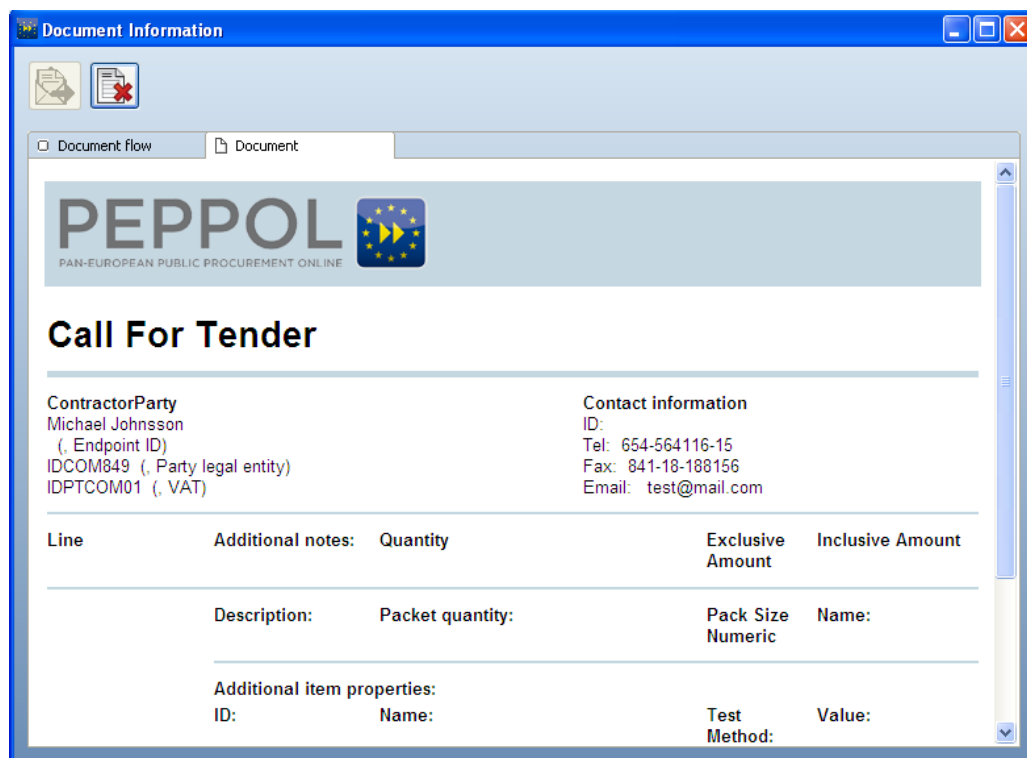 Document Information
Document flow
Document
PEPPOL
PAN-EUROPEAN PUBLIC PROCUREMENT ONLINE
Call For Tender
ContractorParty
Michael Johnsson
(, Endpoint ID)
IDCOM849 (, Party legal entity)
IDPTCOM01 (, VAT)
Contact information
ID:
Tel: 654-564116-15
Fax: 841-18-188156
Email: test@mail.com
Line Additional notes: Quantity Exclusive Inclusive Amount
Amount
Description: Packet quantity: Pack Size Name:
Numeric
Additional item properties:
ID: Name: Test Value:
Method: